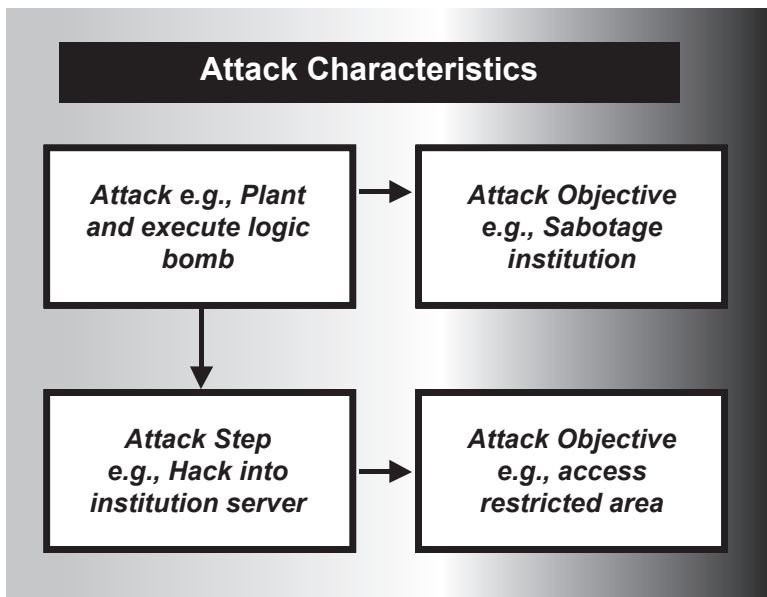 Attack Characteristics
Attack e.g., Plant
and execute logic
bomb
Attack Objective
e.g., Sabotage
institution
Attack Step
e.g., Hack into
institution server
Attack Objective
e.g., access
restricted area